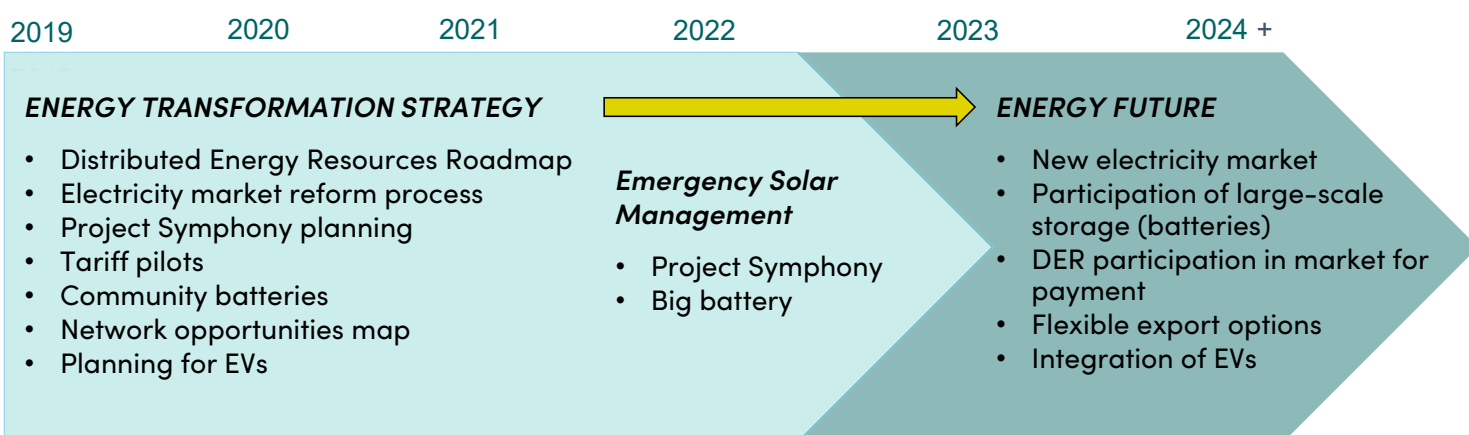 2019 2020 2021 2022 2023 2024 +
ENERGY TRANSFORMATION STRATEGY
• Distributed Energy Resources Roadmap
• Electricity market reform process
• Project Symphony planning
• Tariff pilots
• Community batteries
• Network opportunities map
• Planning for EVs
Emergency Solar
Management
• Project Symphony
• Big battery
ENERGY FUTURE
• New electricity market
• Participation of large-scale
storage (batteries)
• DER participation in market for
payment
• Flexible export options
• Integration of EVs